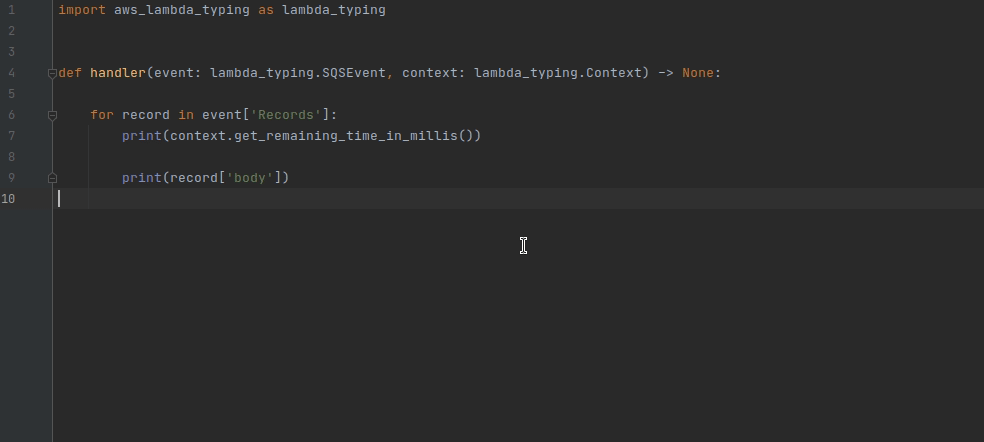 1 import aws_lambda_typing as lambda_typing
2
3
4 def handler(event: lambda_typing.SQSEvent, context: lambda_typing.Context) -> None:
5
6     for record in event['Records']:
7         print(context.get_remaining_time_in_millis())
8
9         print(record['body'])
10